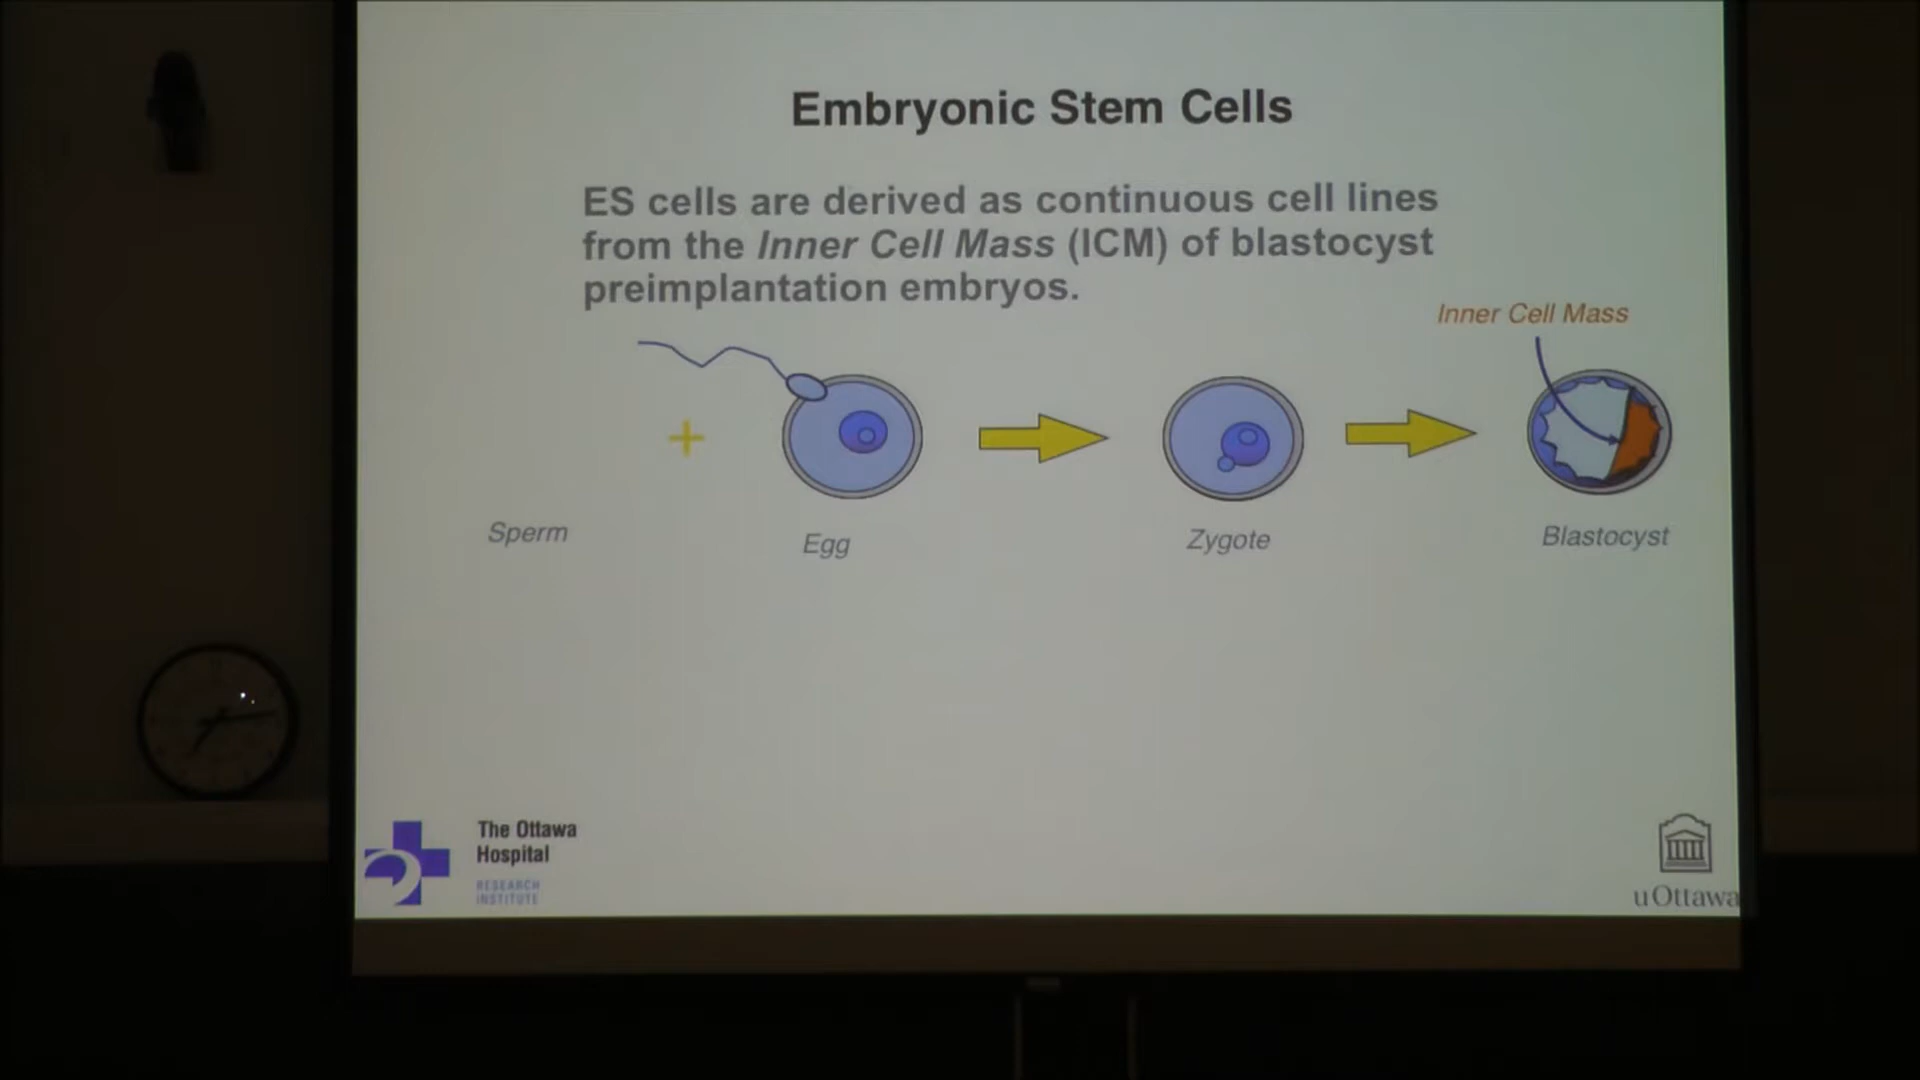 Embryonic Stem Cells
ES cells are derived as continuous cell lines
from the Inner Cell Mass (ICM) of blastocyst
preimplantation embryos.
Inner Cell Mass
+
Sperm
Egg
Zygote
Blastocyst
The Ottawa
Hospital
RESEARCH
INSTITUTE
uOttawa